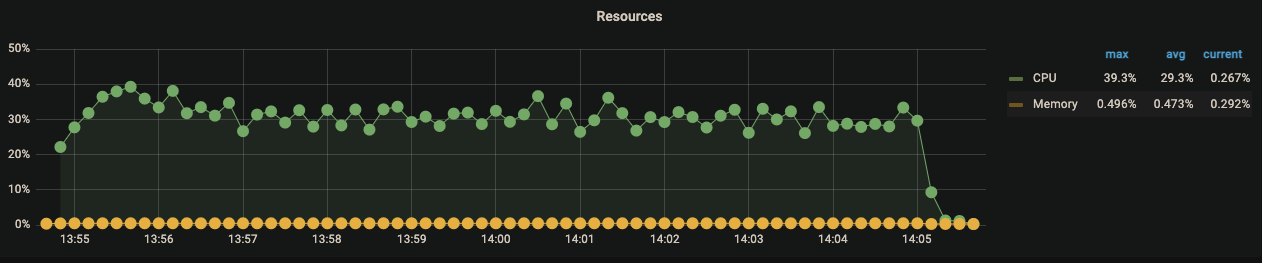 Resources
50%
40%
30%
20%
10%
0%
13:55 13:56 13:57 13:58 13:59 14:00 14:01 14:02 14:03 14:04 14:05
max avg current
CPU 39.3% 29.3% 0.267%
Memory 0.496% 0.473% 0.292%